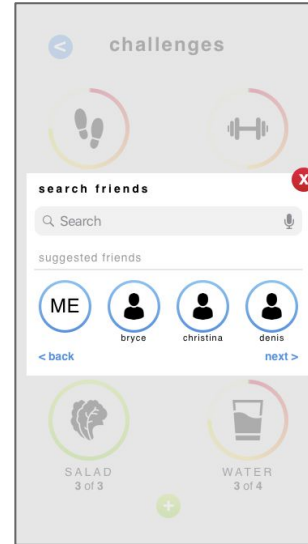 < challenges
X
search friends
Search
suggested friends
ME
bryce christina denis
< back next >
SALAD WATER
3 of 3 3 of 4
+